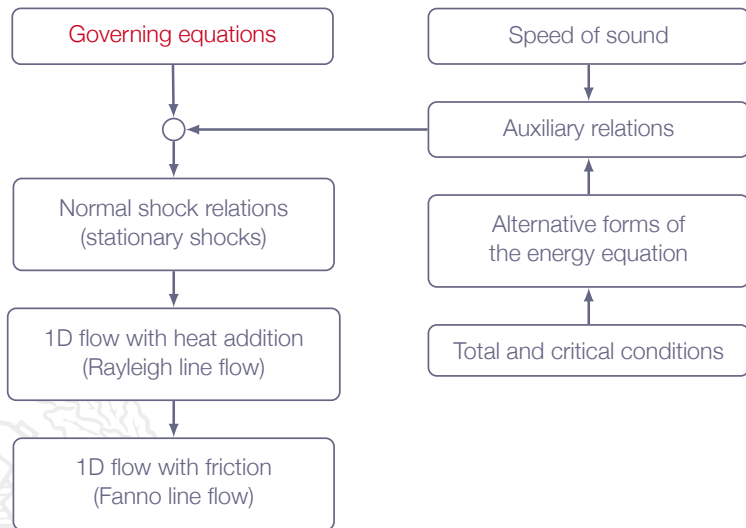 Governing equations
Speed of sound
Auxiliary relations
Normal shock relations
(stationary shocks)
Alternative forms of
the energy equation
1D flow with heat addition
(Rayleigh line flow)
Total and critical conditions
1D flow with friction
(Fanno line flow)